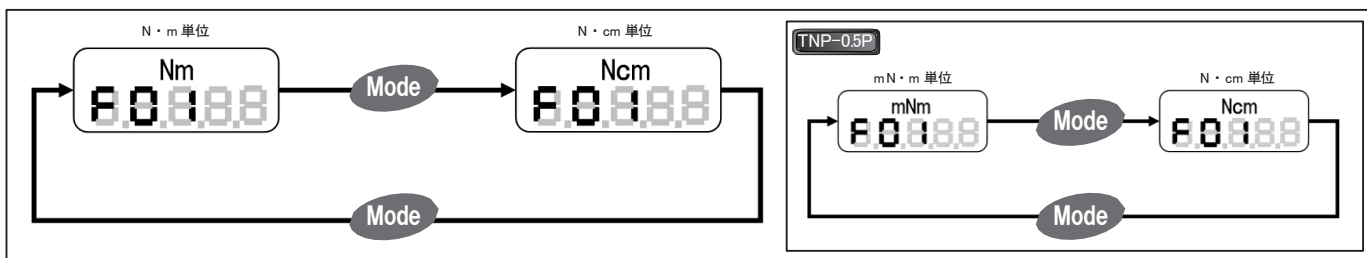 N・m 単位
Nm
F01
Mode
N・cm 単位
Ncm
F01
Mode
TNP-0.5P
mN・m 単位
mNm
F01
Mode
N・cm 単位
Ncm
F01
Mode